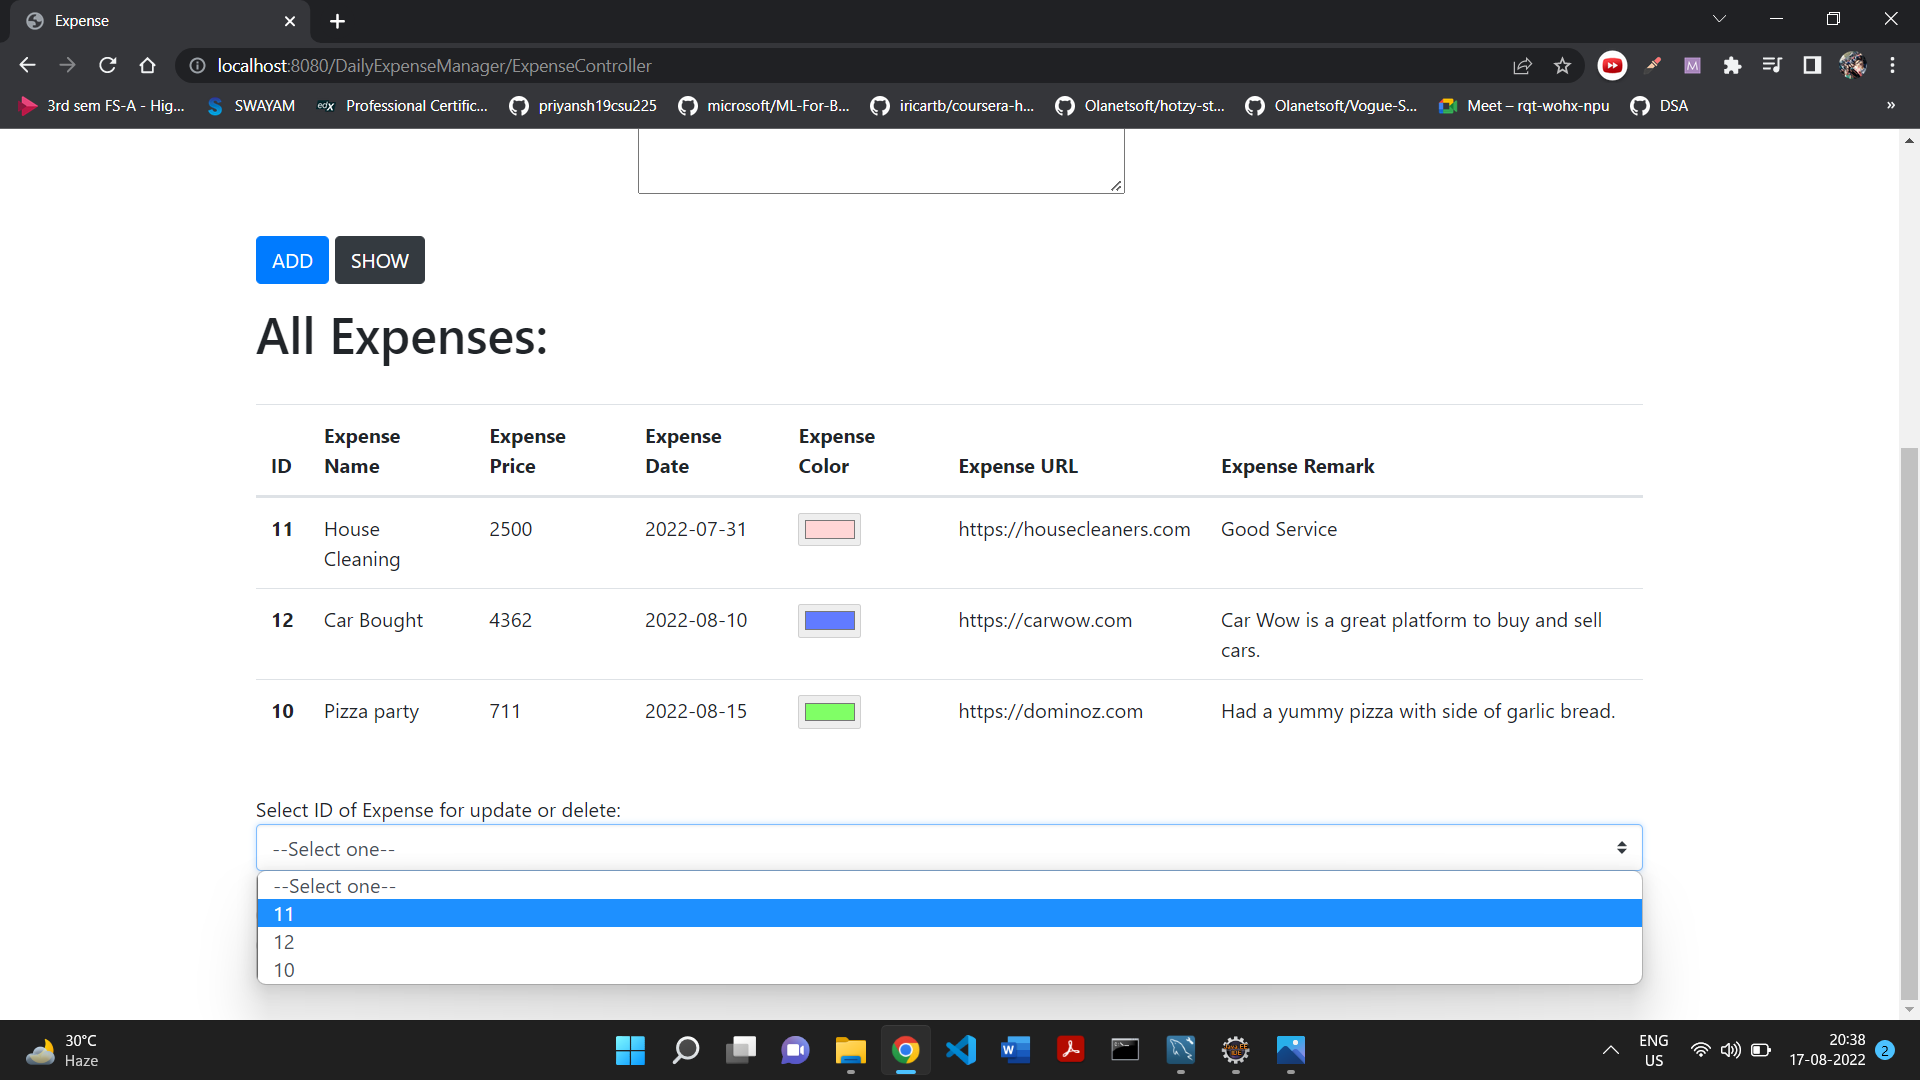 Expense
localhost:8080/DailyExpenseManager/ExpenseController
3rd sem FS-A - Hig... SWAYAM edX Professional Certific... priyansh19csu225 microsoft/ML-For-B... iricartb/coursera-h... Olanetsoft/hotzy-st... Olanetsoft/Vogue-S... Meet – rqt-wohx-npu DSA »
ADD SHOW
All Expenses:
ID Expense Name Expense Price Expense Date Expense Color Expense URL Expense Remark
11 House Cleaning 2500 2022-07-31 https://housecleaners.com Good Service
12 Car Bought 4362 2022-08-10 https://carwow.com Car Wow is a great platform to buy and sell cars.
10 Pizza party 711 2022-08-15 https://dominoz.com Had a yummy pizza with side of garlic bread.
Select ID of Expense for update or delete:
--Select one--
--Select one--
11
12
10
30°C
Haze
ENG
US
20:38
17-08-2022
2